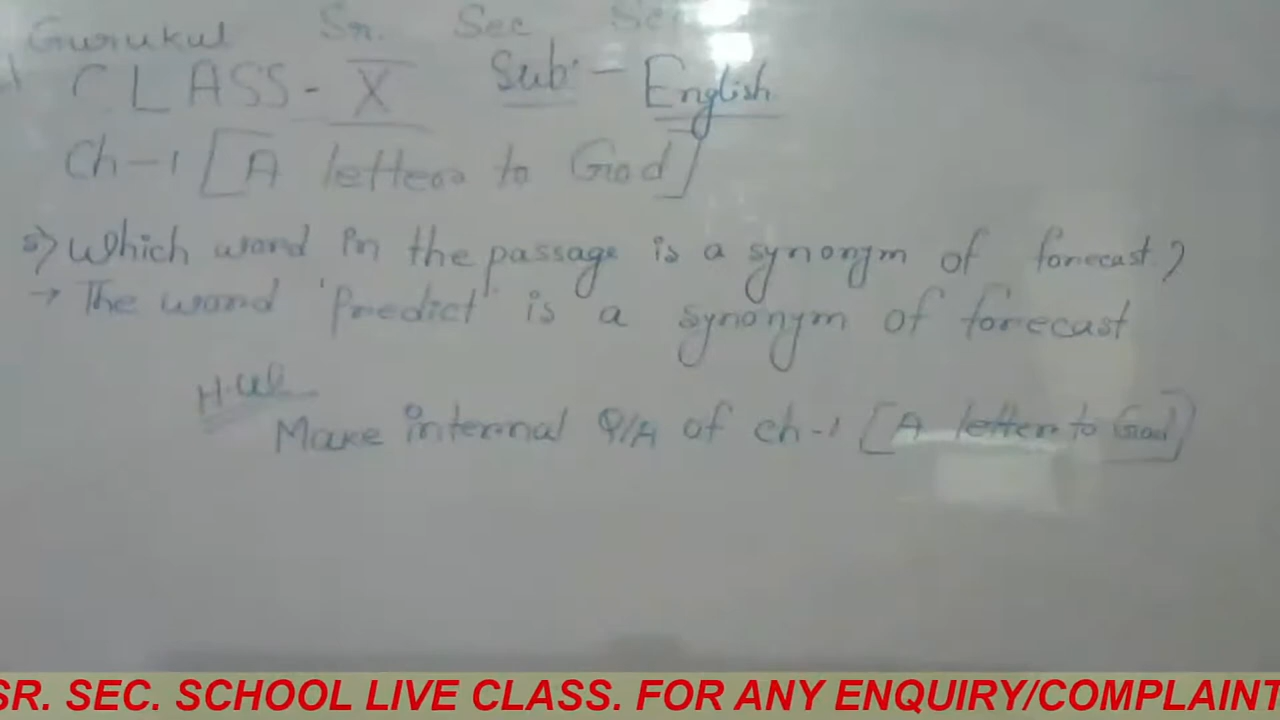 Gurukul Sr. Sec
CLASS - X Sub:- English
Ch-1 [A letter to God]
5) Which word in the passage is a synonym of forecast?
→ The word 'Predict' is a synonym of forecast
H.W
Make internal Q/A of ch-1 [A letter to God]
SR. SEC. SCHOOL LIVE CLASS. FOR ANY ENQUIRY/COMPLAINT